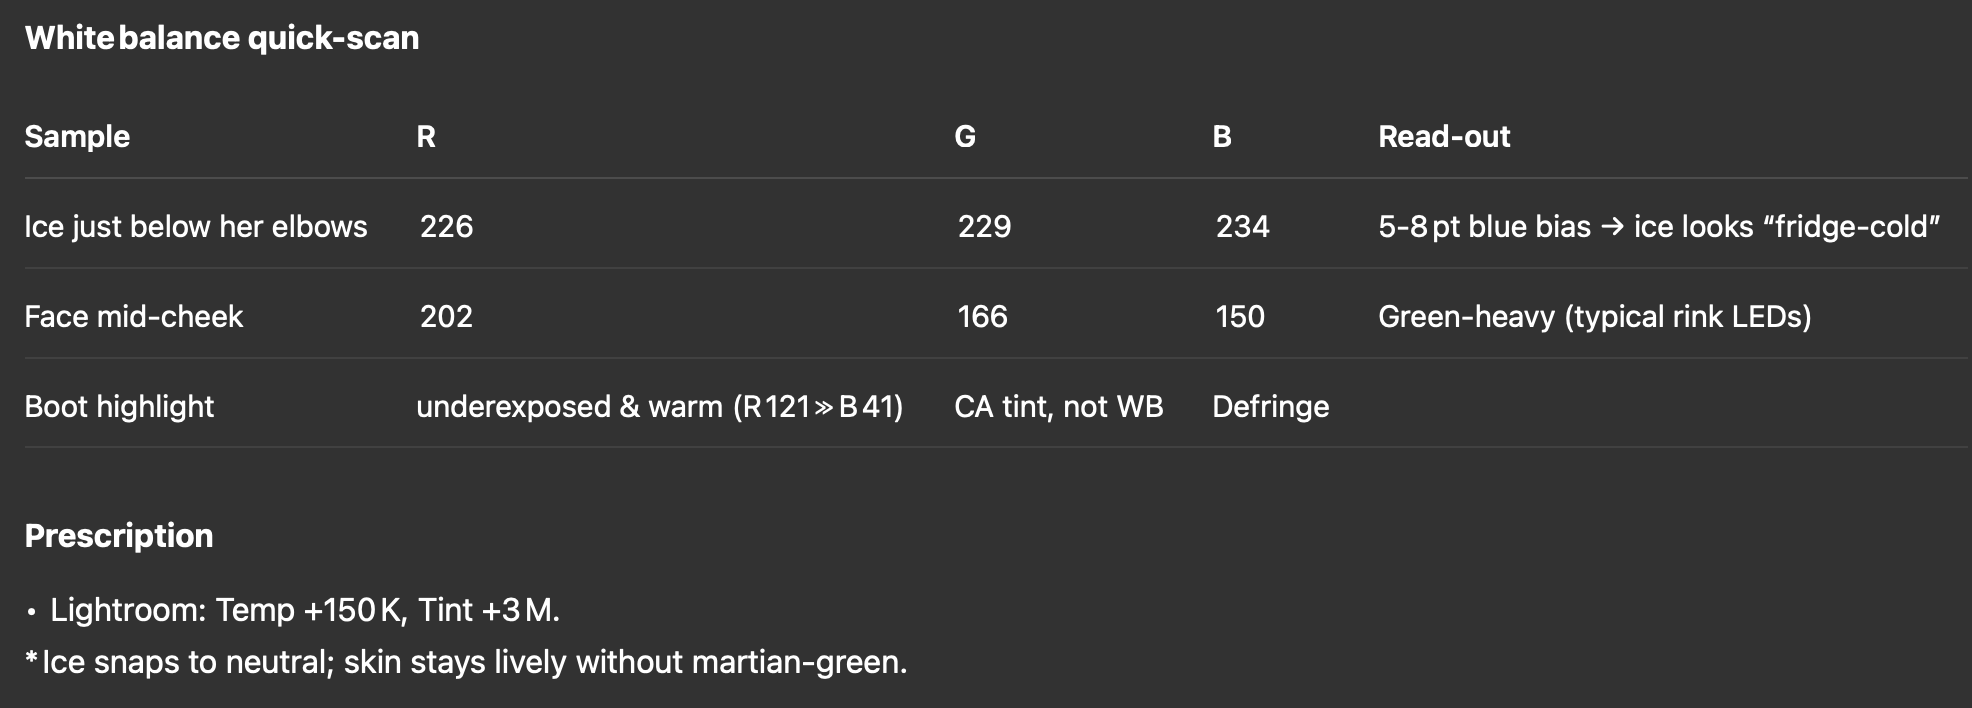 White balance quick-scan
Sample R G B Read-out
Ice just below her elbows 226 229 234 5-8 pt blue bias → ice looks “fridge-cold”
Face mid-cheek 202 166 150 Green-heavy (typical rink LEDs)
Boot highlight underexposed & warm (R 121 » B 41) CA tint, not WB Defringe
Prescription
• Lightroom: Temp +150 K, Tint +3 M.
* Ice snaps to neutral; skin stays lively without martian-green.